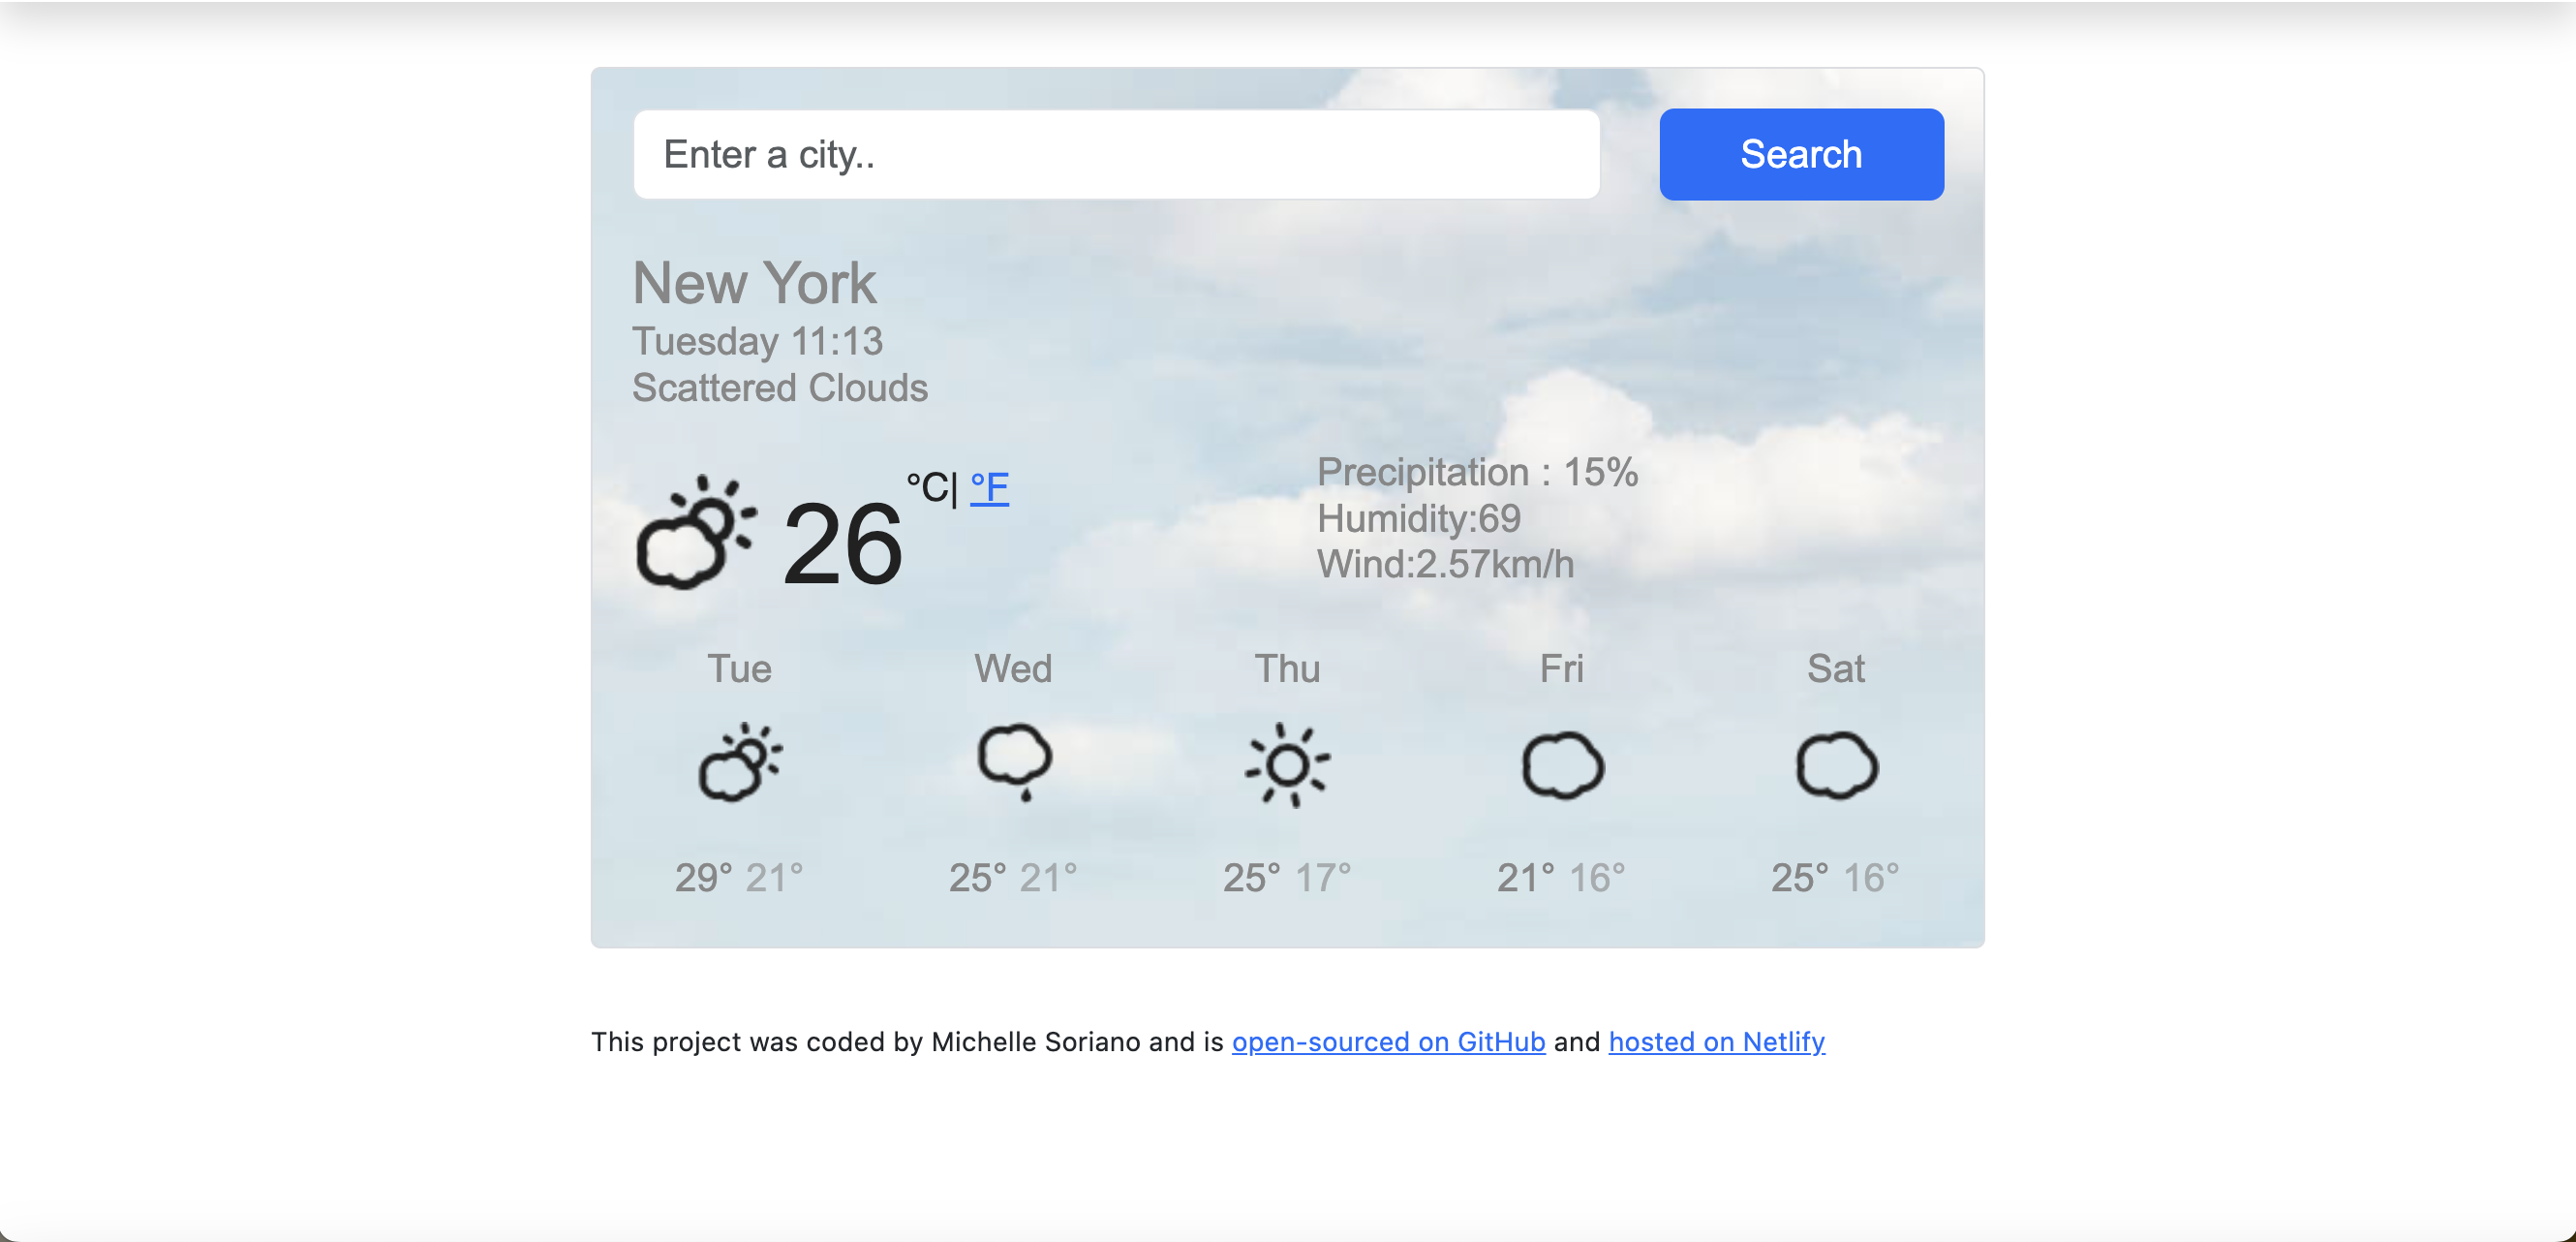 Enter a city..
Search
New York
Tuesday 11:13
Scattered Clouds
26 °C| °F
Precipitation : 15%
Humidity:69
Wind:2.57km/h
Tue Wed Thu Fri Sat
29° 21° 25° 21° 25° 17° 21° 16° 25° 16°
This project was coded by Michelle Soriano and is open-sourced on GitHub and hosted on Netlify